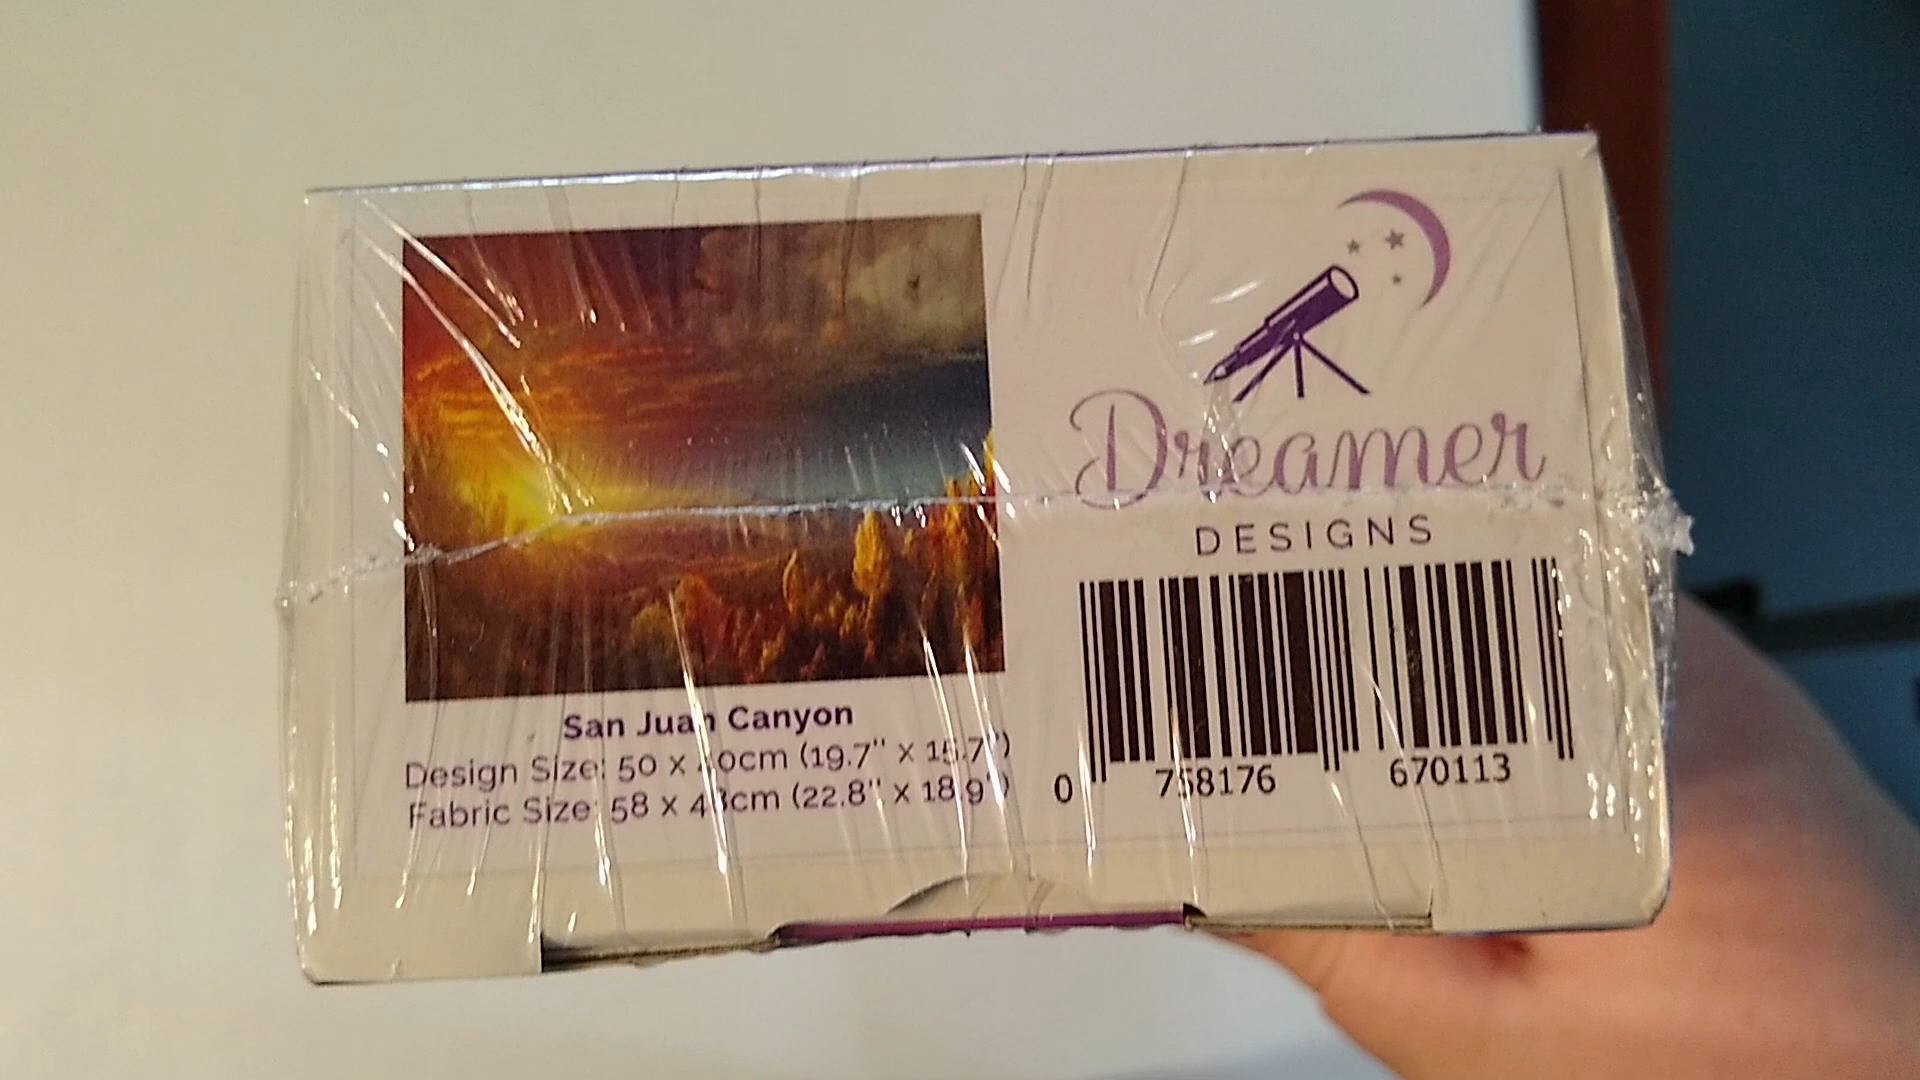 San Juan Canyon
Design Size: 50 x 40cm (19.7" x 15.7")
Fabric Size: 58 x 48cm (22.8" x 18.9")
Dreamer
DESIGNS
0 758176 670113